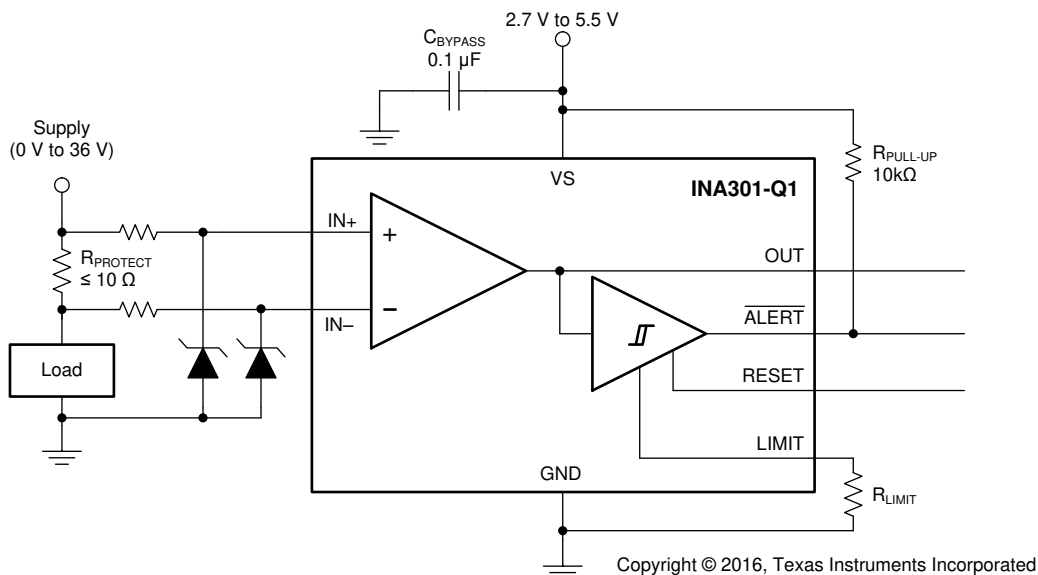 2.7 V to 5.5 V
CBYPASS
0.1 µF
Supply
(0 V to 36 V)
RPULL-UP
10kΩ
VS
INA301-Q1
IN+
+
OUT
RPROTECT
≤ 10 Ω
–
IN–
ALERT
Load
RESET
LIMIT
GND
RLIMIT
Copyright © 2016, Texas Instruments Incorporated